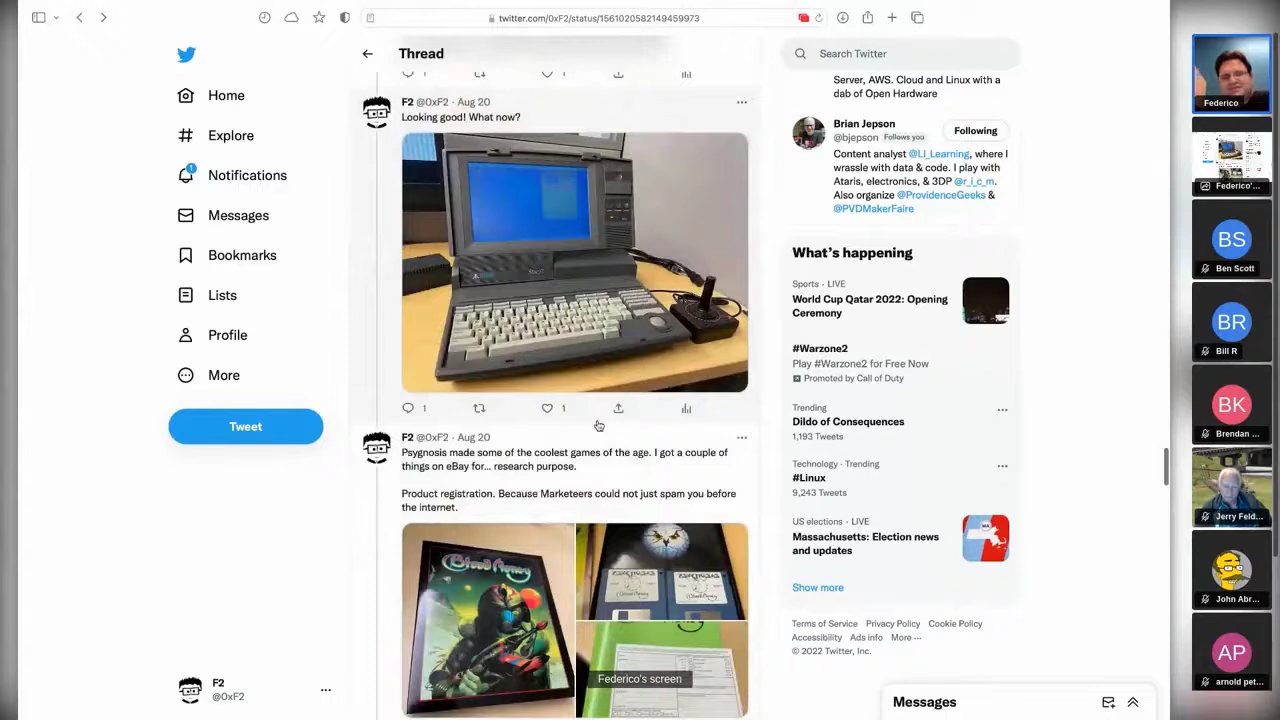 twitter.com/0xF2/status/1561020582149459973
Home
Explore
1
Notifications
Messages
Bookmarks
Lists
Profile
More
Tweet
F2
@0xF2
Thread
F2 @0xF2 · Aug 20
Looking good! What now?
1
1
F2 @0xF2 · Aug 20
Psygnosis made some of the coolest games of the age. I got a couple of
things on eBay for... research purpose.
Product registration. Because Marketeers could not just spam you before
the internet.
Blood Money
Federico's screen
Search Twitter
Server, AWS. Cloud and Linux with a
dab of Open Hardware
Brian Jepson
@bjepson Follows you
Following
Content analyst @LI_Learning, where I
wrassle with data & code. I play with
Ataris, electronics, & 3DP @r_i_c_m.
Also organize @ProvidenceGeeks &
@PVDMakerFaire
What's happening
Sports · LIVE
World Cup Qatar 2022: Opening
Ceremony
#Warzone2
Play #Warzone2 for Free Now
Promoted by Call of Duty
Trending
Dildo of Consequences
1,193 Tweets
Technology · Trending
#Linux
9,243 Tweets
US elections · LIVE
Massachusetts: Election news
and updates
Show more
Terms of Service Privacy Policy Cookie Policy
Accessibility Ads info More ···
© 2022 Twitter, Inc.
Messages
Federico
Federico'...
BS
Ben Scott
BR
Bill R
BK
Brendan ...
Jerry Feld...
John Abr...
AP
arnold pet...